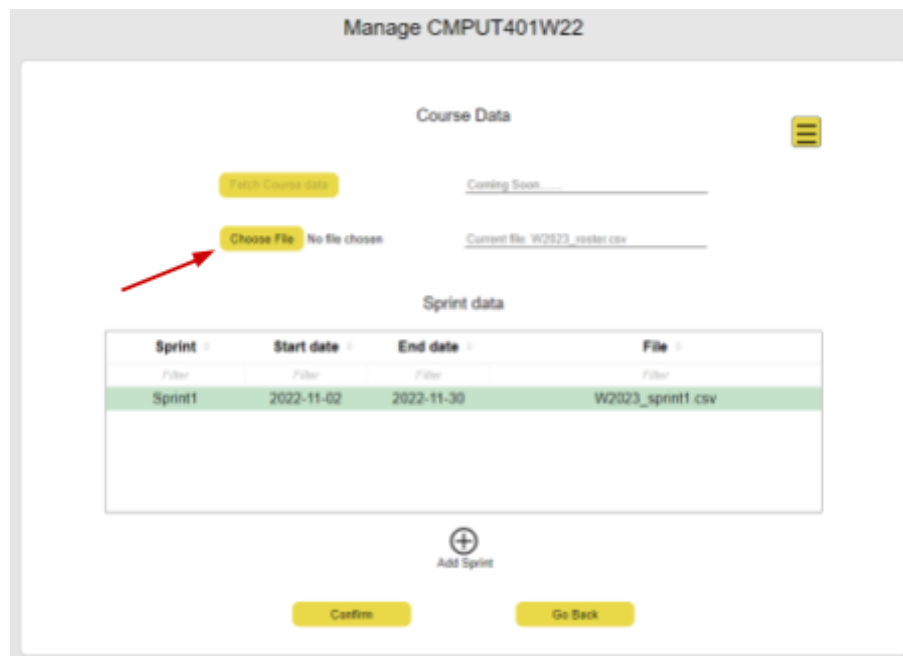 Manage CMPUT401W22
Course Data
Fetch Course data Coming Soon......
Choose File No file chosen Current file: W2023_roster.csv
Sprint data
Sprint Start date End date File
Filter Filter Filter Filter
Sprint1 2022-11-02 2022-11-30 W2023_sprint1.csv
Add Sprint
Confirm Go Back